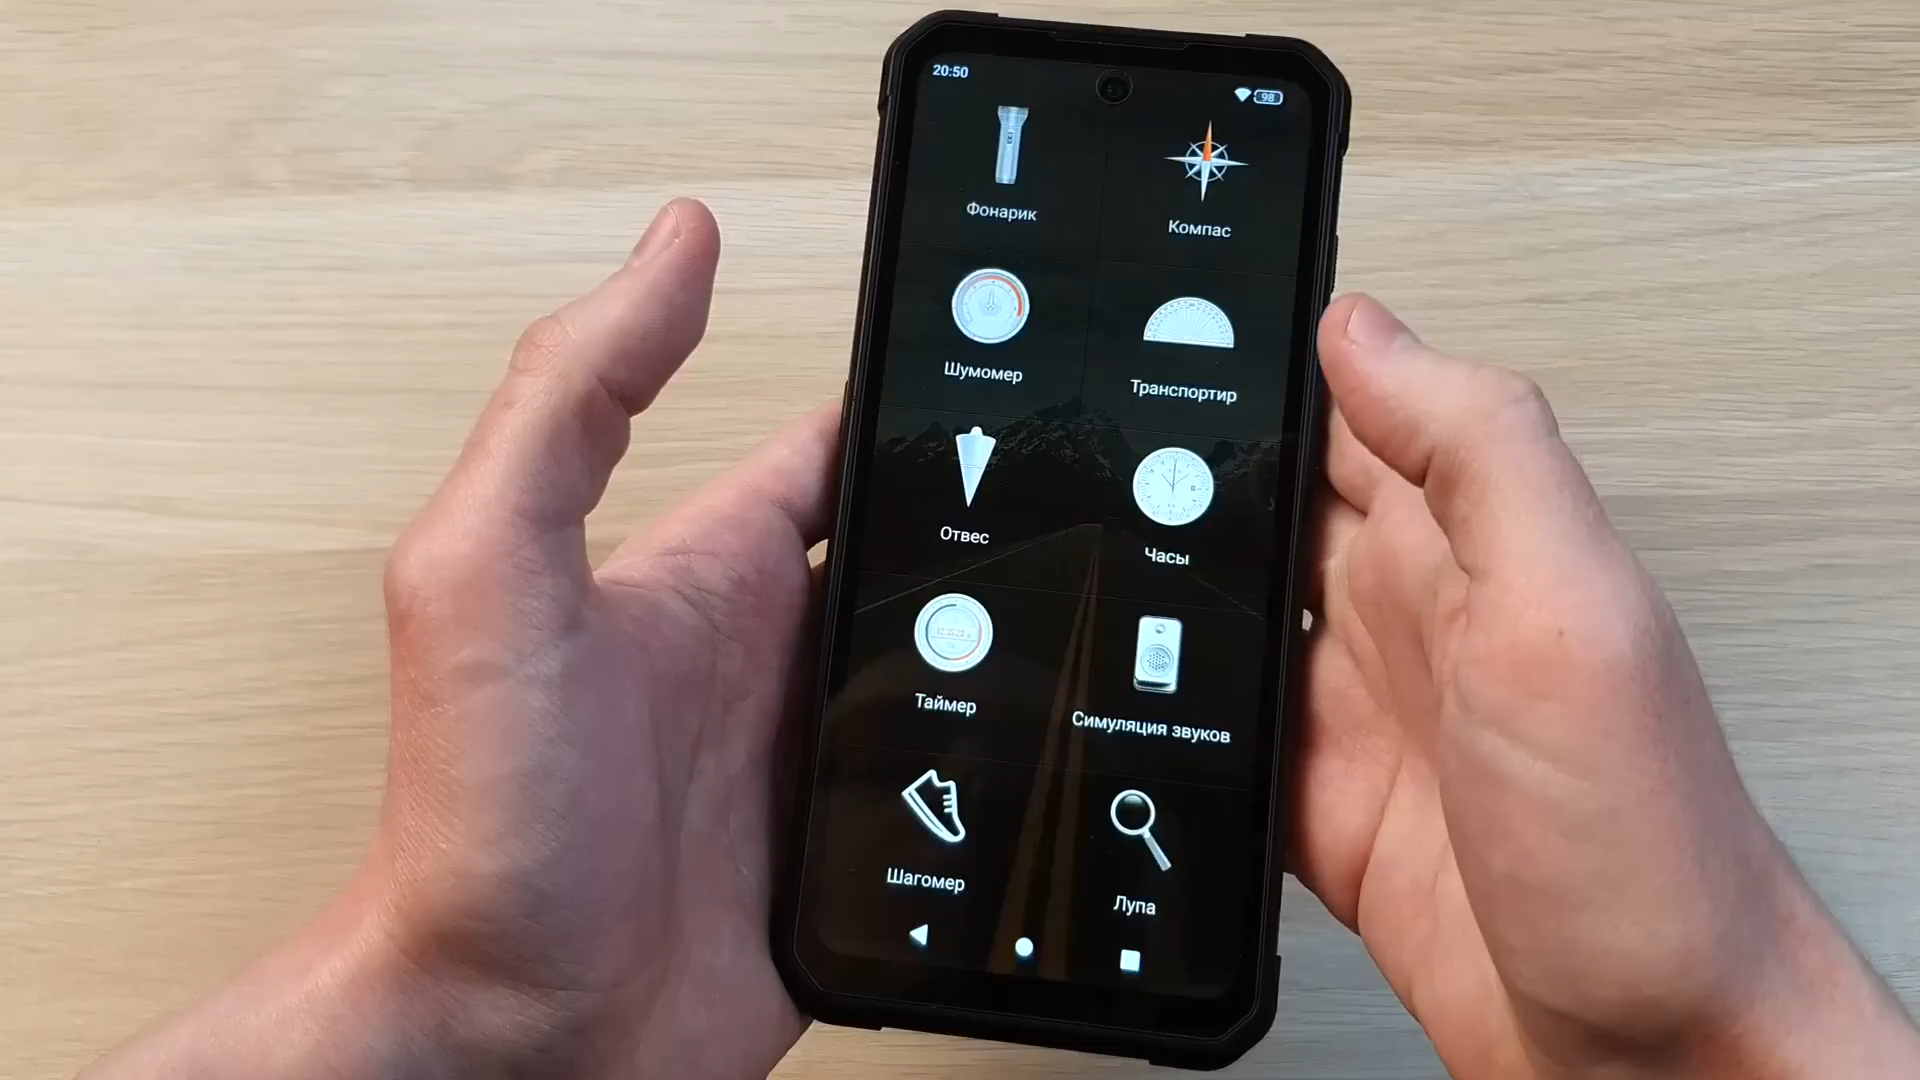 20:50
98
Фонарик
Компас
Шумомер
Транспортир
Отвес
Часы
Таймер
Симуляция звуков
Шагомер
Лупа